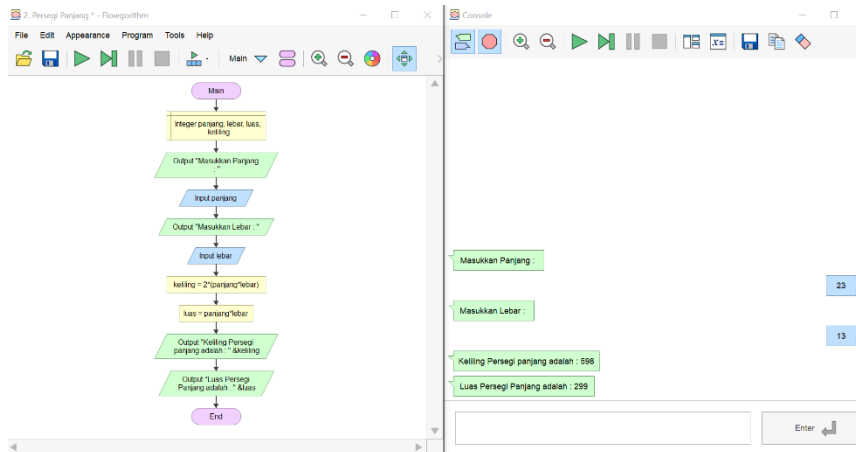 2. Persegi Panjang * - Flowgorithm
File Edit Appearance Program Tools Help
Main
Main
Integer panjang, lebar, luas,
keliling
Output "Masukkan Panjang
: "
Input panjang
Output "Masukkan Lebar : "
Input lebar
keliling = 2*(panjang*lebar)
luas = panjang*lebar
Output "Keliling Persegi
panjang adalah : " &keliling
Output "Luas Persegi
Panjang adalah : " &luas
End
Console
x=
Masukkan Panjang :
23
Masukkan Lebar :
13
Keliling Persegi panjang adalah : 598
Luas Persegi Panjang adalah : 299
Enter